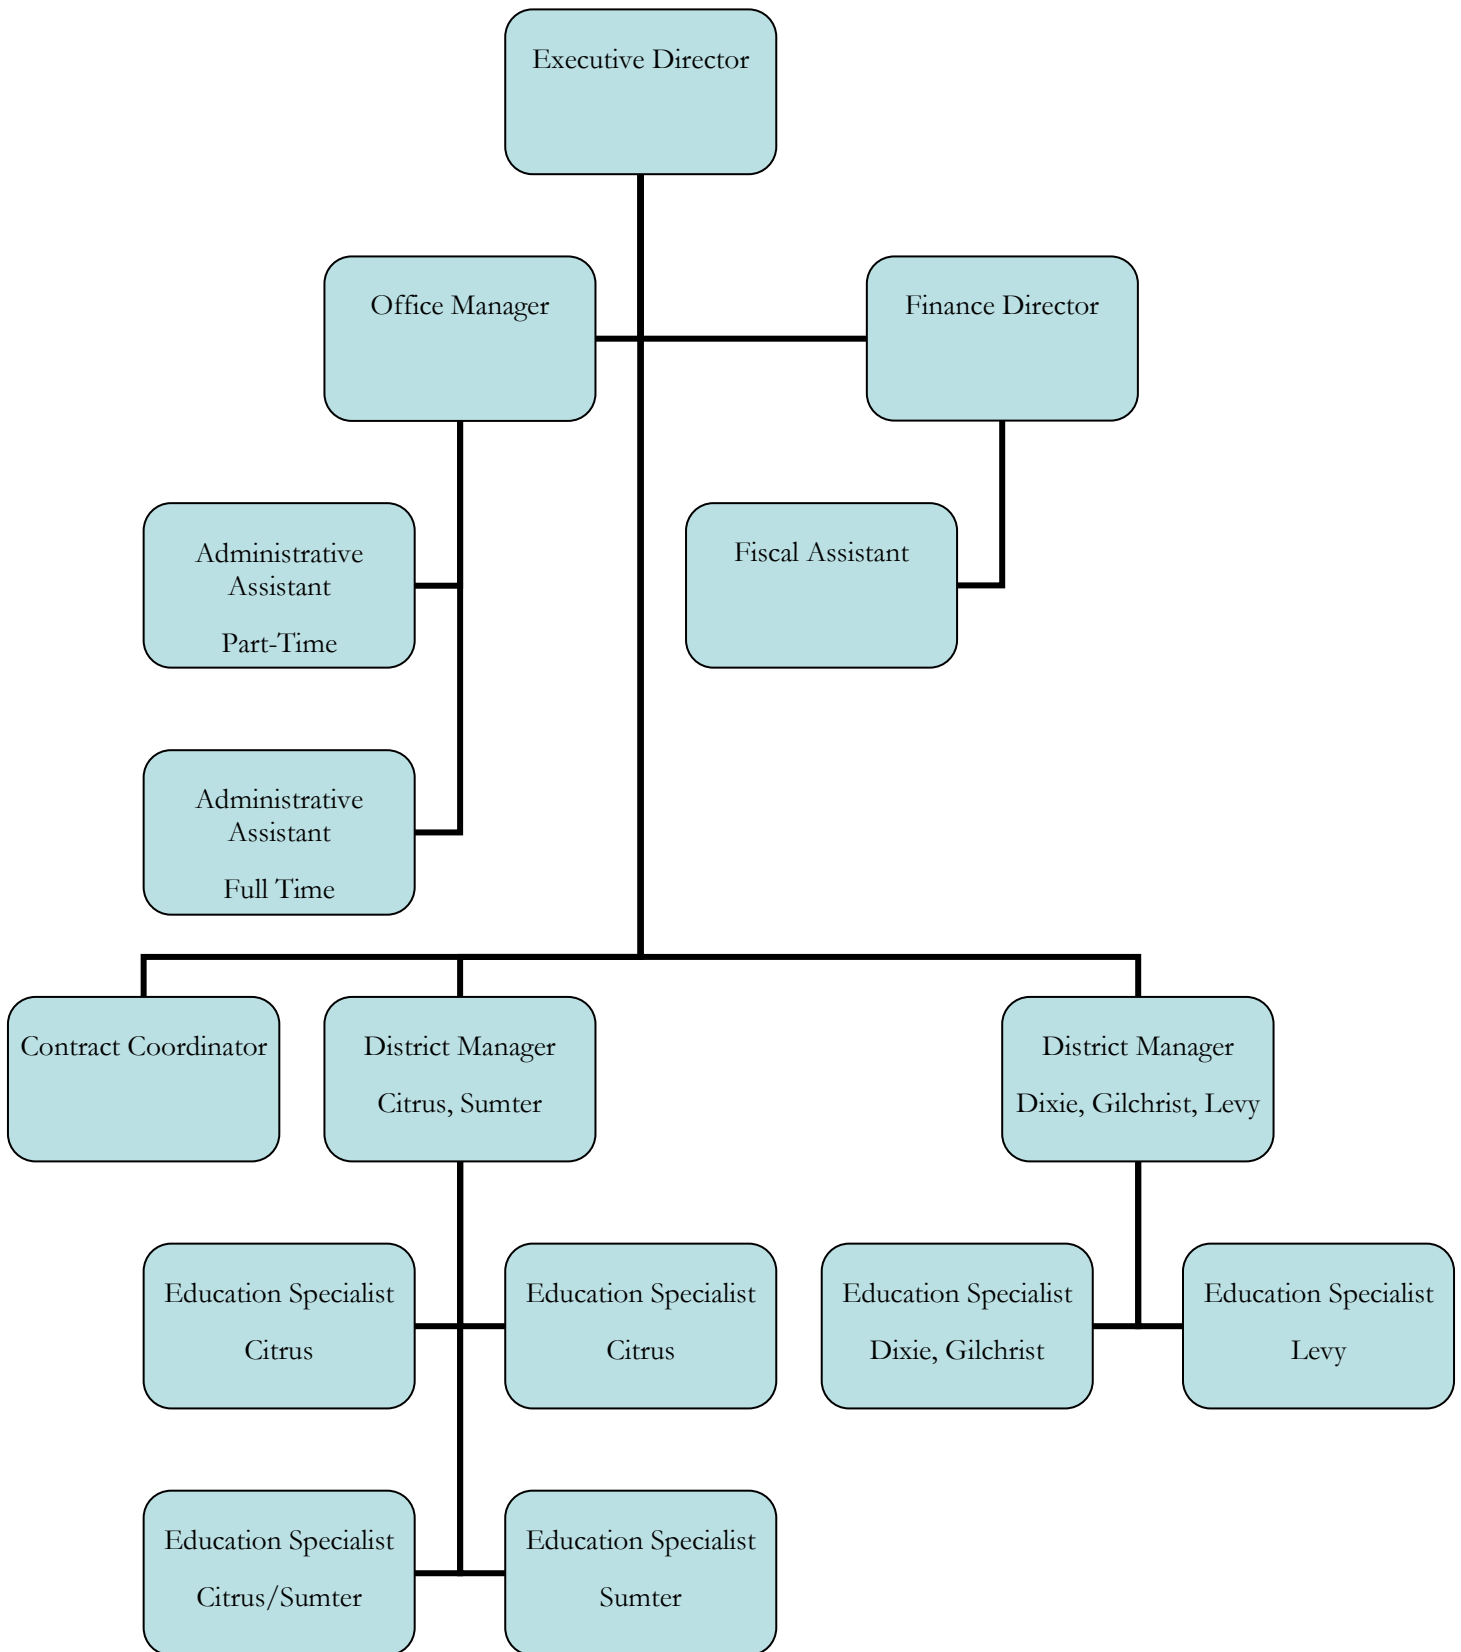 Executive Director
Office Manager
Finance Director
Administrative
Assistant
Part-Time
Fiscal Assistant
Administrative
Assistant
Full Time
Contract Coordinator
District Manager
Citrus, Sumter
District Manager
Dixie, Gilchrist, Levy
Education Specialist
Citrus
Education Specialist
Citrus
Education Specialist
Dixie, Gilchrist
Education Specialist
Levy
Education Specialist
Citrus/Sumter
Education Specialist
Sumter